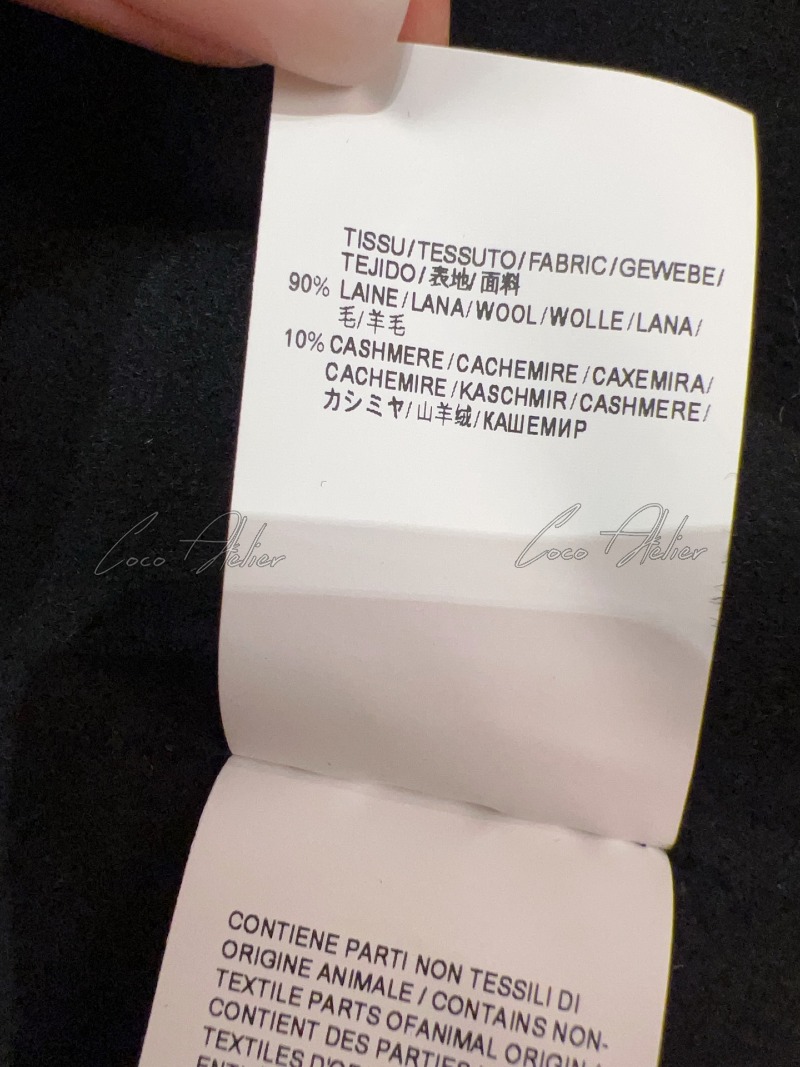 TISSU/TESSUTO/FABRIC/GEWEBE/
TEJIDO/表地/面料
90% LAINE/LANA/WOOL/WOLLE/LANA/
毛/羊毛
10% CASHMERE/CACHEMIRE/CAXEMIRA/
CACHEMIRE/KASCHMIR/CASHMERE/
カシミヤ/山羊绒/КАШЕМИР
Coco Atelier
Coco Atelier
CONTIENE PARTI NON TESSILI DI
ORIGINE ANIMALE / CONTAINS NON-
TEXTILE PARTS OFANIMAL ORIGIN /
CONTIENT DES PARTIES
TEXTILES D'OR